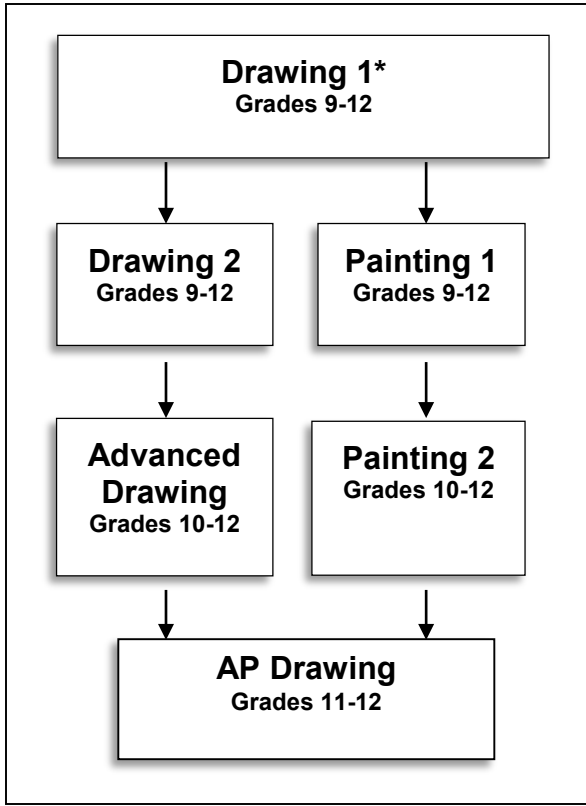 Drawing 1*
Grades 9-12
Drawing 2
Grades 9-12
Painting 1
Grades 9-12
Advanced
Drawing
Grades 10-12
Painting 2
Grades 10-12
AP Drawing
Grades 11-12